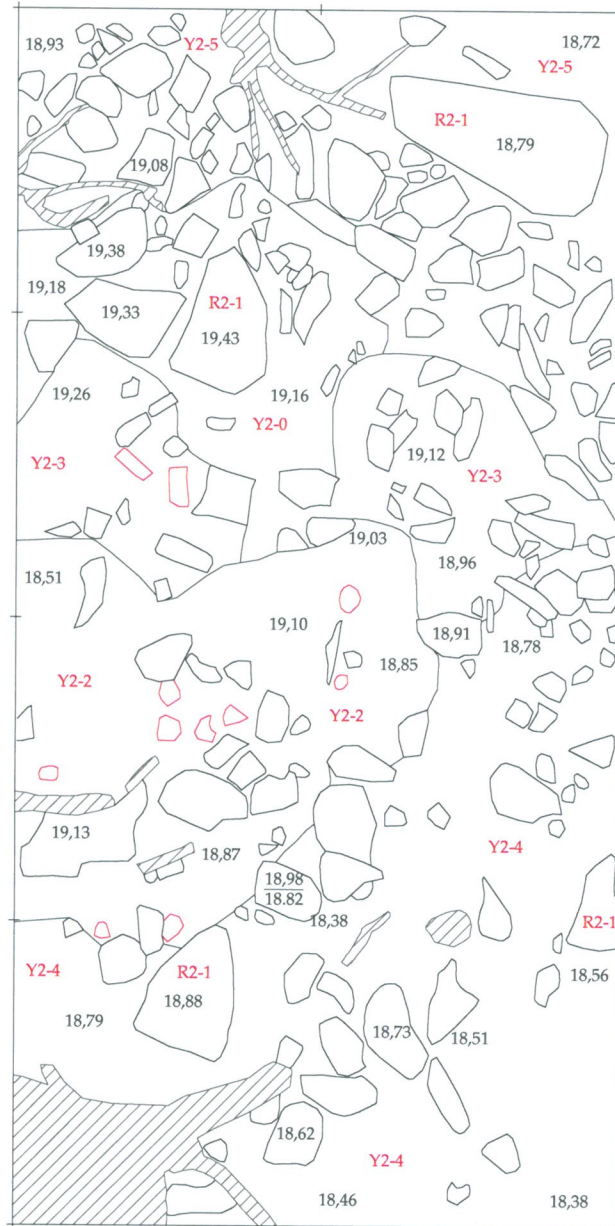 18,93
Y2-5
18,72
Y2-5
R2-1
18,79
19,08
19,38
19,18
19,33
R2-1
19,43
19,26
19,16
Y2-0
19,12
Y2-3
Y2-3
19,03
18,96
18,51
19,10
18,91
18,78
18,85
Y2-2
Y2-2
19,13
18,87
Y2-4
18,98
18.82
18,38
R2-1
Y2-4
R2-1
18,56
18,88
18,79
18,73
18,51
18,62
Y2-4
18,46
18,38